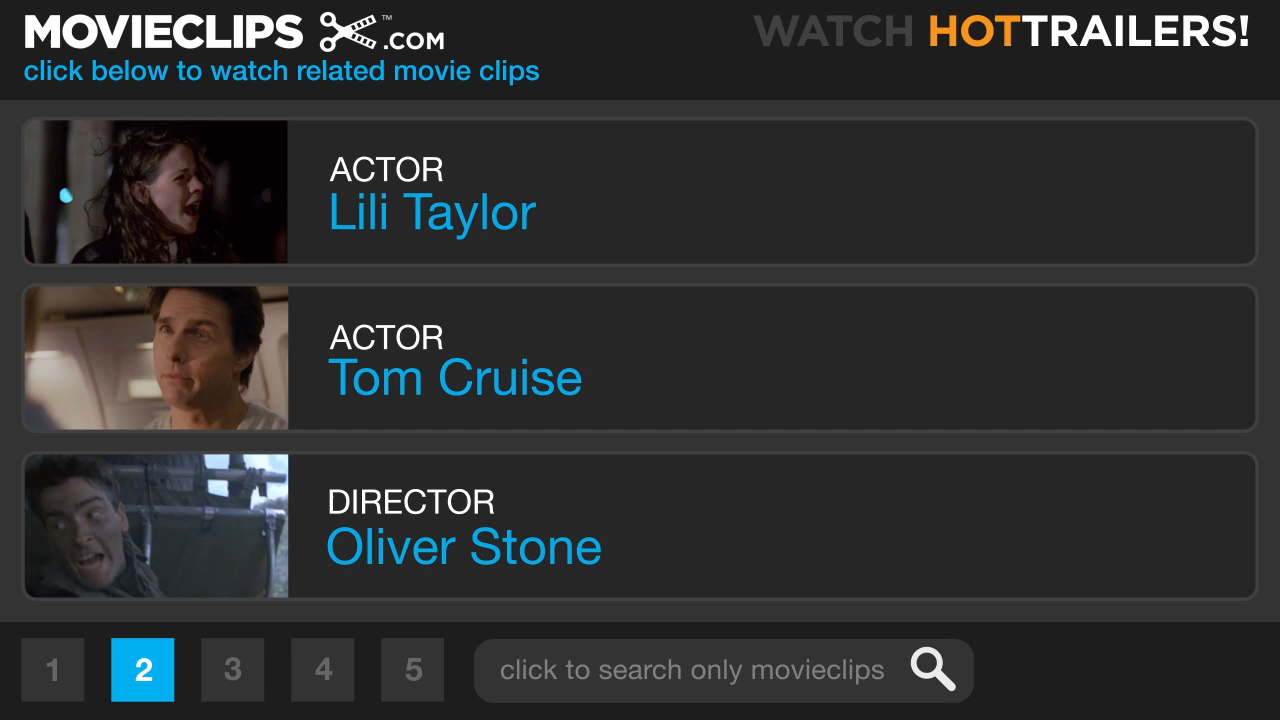 MOVIECLIPS ™ .COM
WATCH HOTTRAILERS!
click below to watch related movie clips
ACTOR
Lili Taylor
ACTOR
Tom Cruise
DIRECTOR
Oliver Stone
1 2 3 4 5 click to search only movieclips